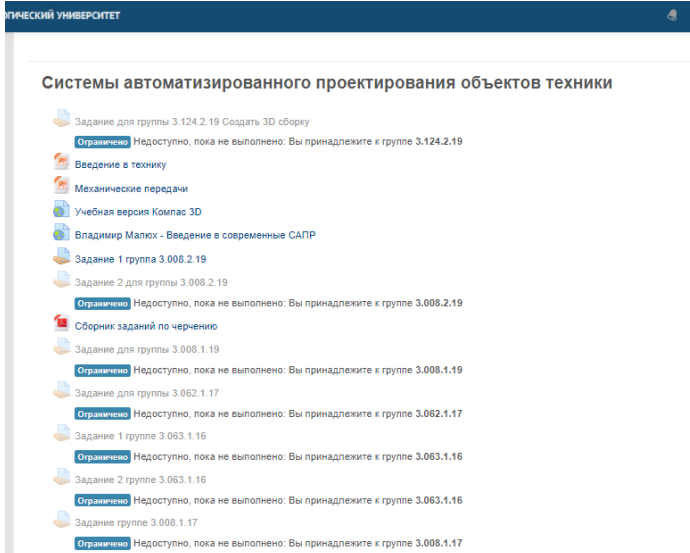 ОГИЧЕСКИЙ УНИВЕРСИТЕТ
Системы автоматизированного проектирования объектов техники
Задание для группы 3.124.2.19 Создать 3D сборку
Ограничено Недоступно, пока не выполнено: Вы принадлежите к группе 3.124.2.19
Введение в технику
Механические передачи
Учебная версия Компас 3D
Владимир Малюх - Введение в современные САПР
Задание 1 группа 3.008.2.19
Задание 2 для группы 3.008.2.19
Ограничено Недоступно, пока не выполнено: Вы принадлежите к группе 3.008.2.19
Сборник заданий по черчению
Задание для группы 3.008.1.19
Ограничено Недоступно, пока не выполнено: Вы принадлежите к группе 3.008.1.19
Задание для группы 3.062.1.17
Ограничено Недоступно, пока не выполнено: Вы принадлежите к группе 3.062.1.17
Задание 1 группе 3.063.1.16
Ограничено Недоступно, пока не выполнено: Вы принадлежите к группе 3.063.1.16
Задание 2 группе 3.063.1.16
Ограничено Недоступно, пока не выполнено: Вы принадлежите к группе 3.063.1.16
Задание группе 3.008.1.17
Ограничено Недоступно, пока не выполнено: Вы принадлежите к группе 3.008.1.17